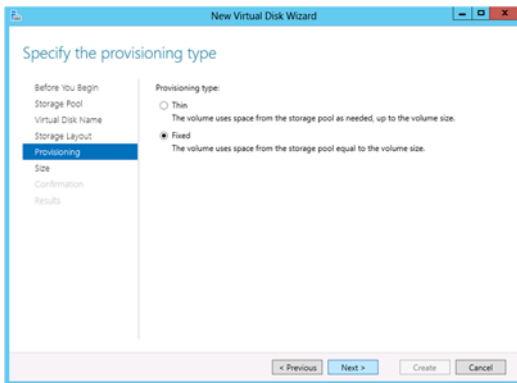 New Virtual Disk Wizard
Specify the provisioning type
Before You Begin
Storage Pool
Virtual Disk Name
Storage Layout
Provisioning
Size
Confirmation
Results
Provisioning type:
Thin
The volume uses space from the storage pool as needed, up to the volume size.
Fixed
The volume uses space from the storage pool equal to the volume size.
< Previous
Next >
Create
Cancel